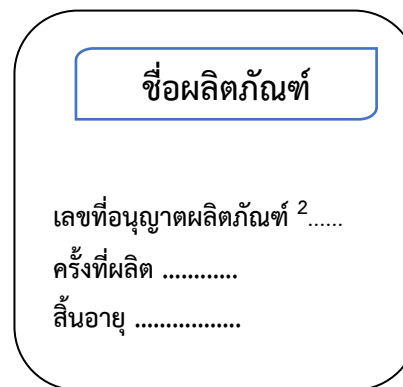 ชื่อผลิตภัณฑ์
เลขที่อนุญาตผลิตภัณฑ์ ²......
ครั้งที่ผลิต ............
สิ้นอายุ .................